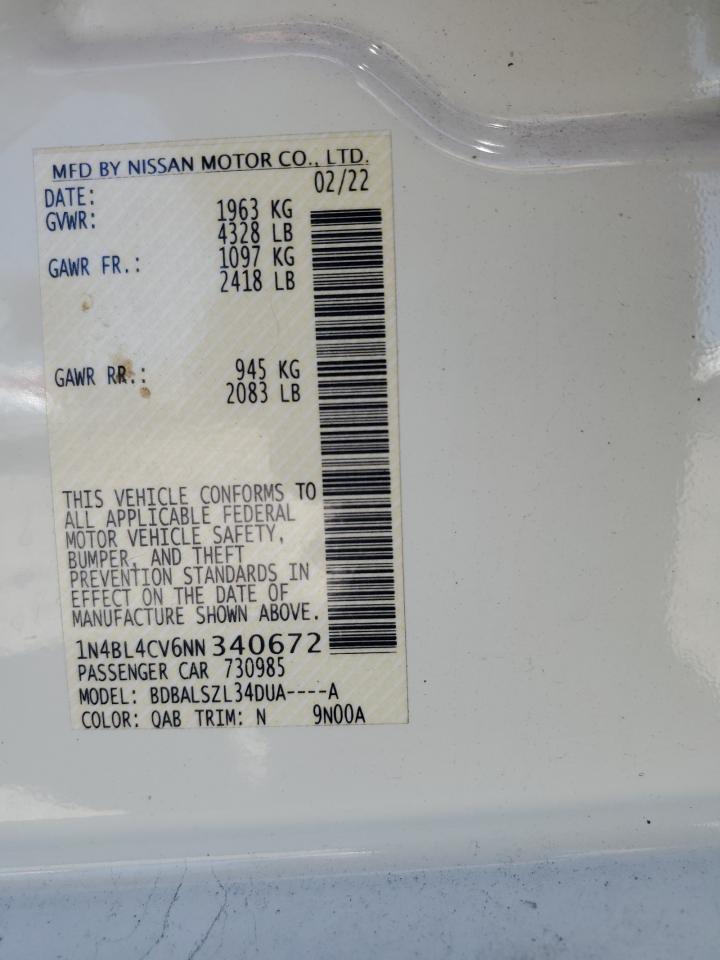 MFD BY NISSAN MOTOR CO., LTD.
DATE: 02/22
GVWR: 1963 KG
4328 LB
GAWR FR.: 1097 KG
2418 LB
GAWR RR.: 945 KG
2083 LB
THIS VEHICLE CONFORMS TO
ALL APPLICABLE FEDERAL
MOTOR VEHICLE SAFETY,
BUMPER, AND THEFT
PREVENTION STANDARDS IN
EFFECT ON THE DATE OF
MANUFACTURE SHOWN ABOVE.
1N4BL4CV6NN 340672
PASSENGER CAR 730985
MODEL: BDBALSZL34DUA----A
COLOR: QAB TRIM: N 9N00A